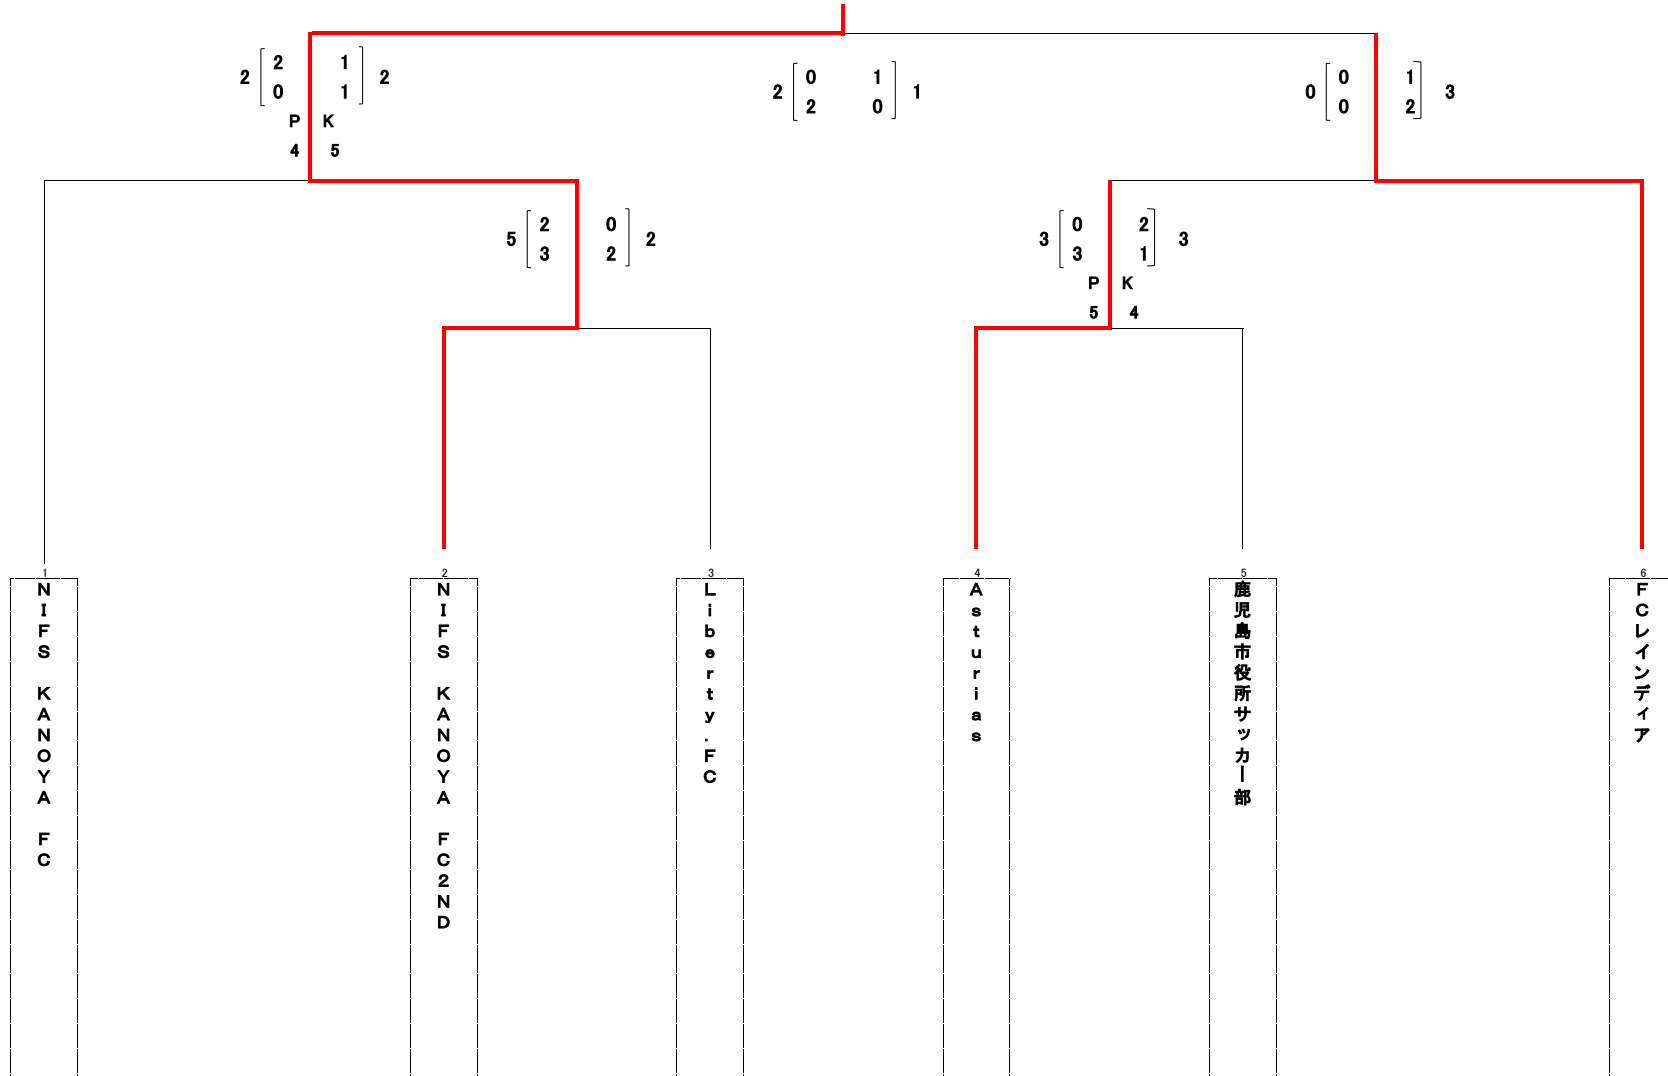 2 2 1 2
0 1
P K
4 5
2 0 1 1
2 0
0 0 1 3
0 2
5 2 0 2
3 2
3 0 2 3
3 1
P K
5 4
1
NIFS KANOYA FC
2
NIFS KANOYA FC2ND
3
Liberty.FC
4
Asturias
5
鹿児島市役所サッカー部
6
FCレインディア